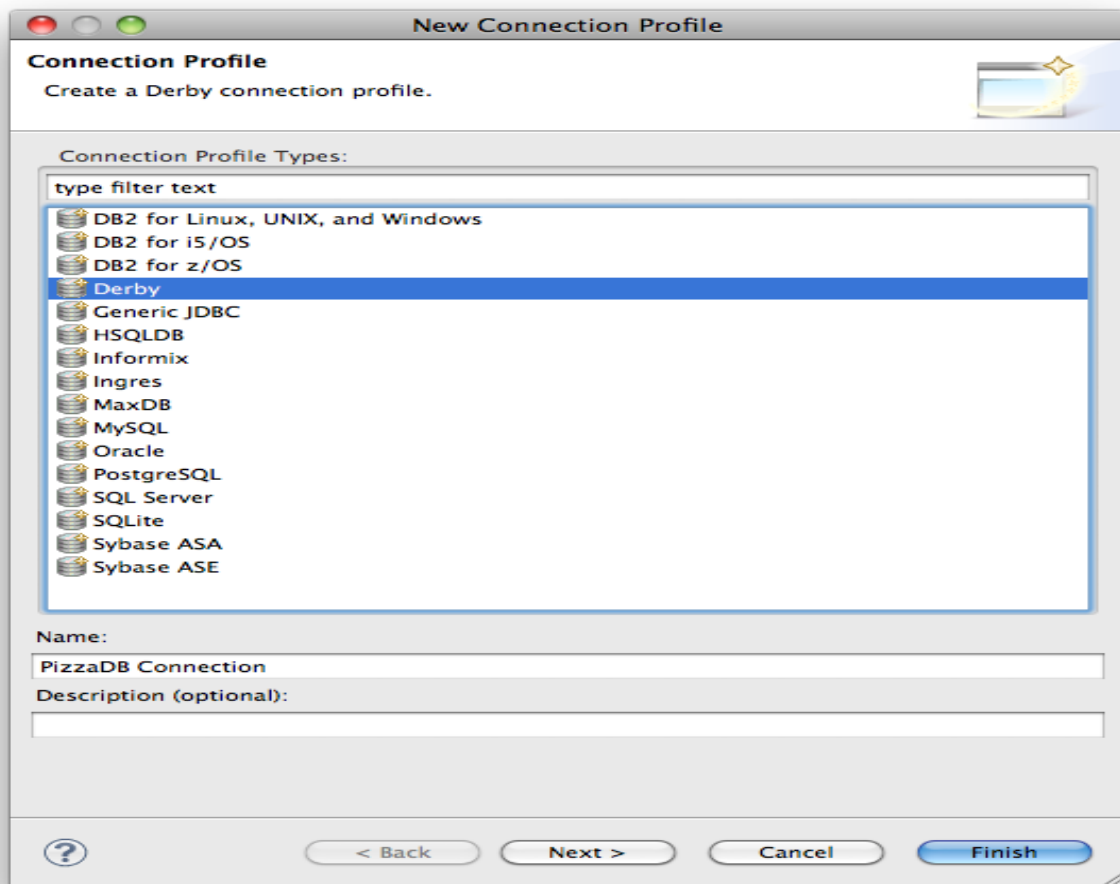 New Connection Profile
Connection Profile
Create a Derby connection profile.
Connection Profile Types:
type filter text
DB2 for Linux, UNIX, and Windows
DB2 for i5/OS
DB2 for z/OS
Derby
Generic JDBC
HSQLDB
Informix
Ingres
MaxDB
MySQL
Oracle
PostgreSQL
SQL Server
SQLite
Sybase ASA
Sybase ASE
Name:
PizzaDB Connection
Description (optional):
? < Back Next > Cancel Finish